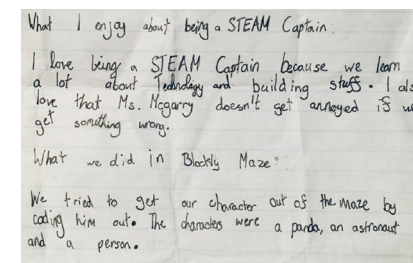 What I enjoy about being a STEAM Captain:
I love being a STEAM Captain because we learn
a lot about Technology and building stuff. I als
love that Ms. Mcgarry doesn't get annoyed if w
get something wrong.
What we did in Blockly Maze:
We tried to get our character out of the maze by
coding him out. The characters were a panda, an astronaut
and a person.